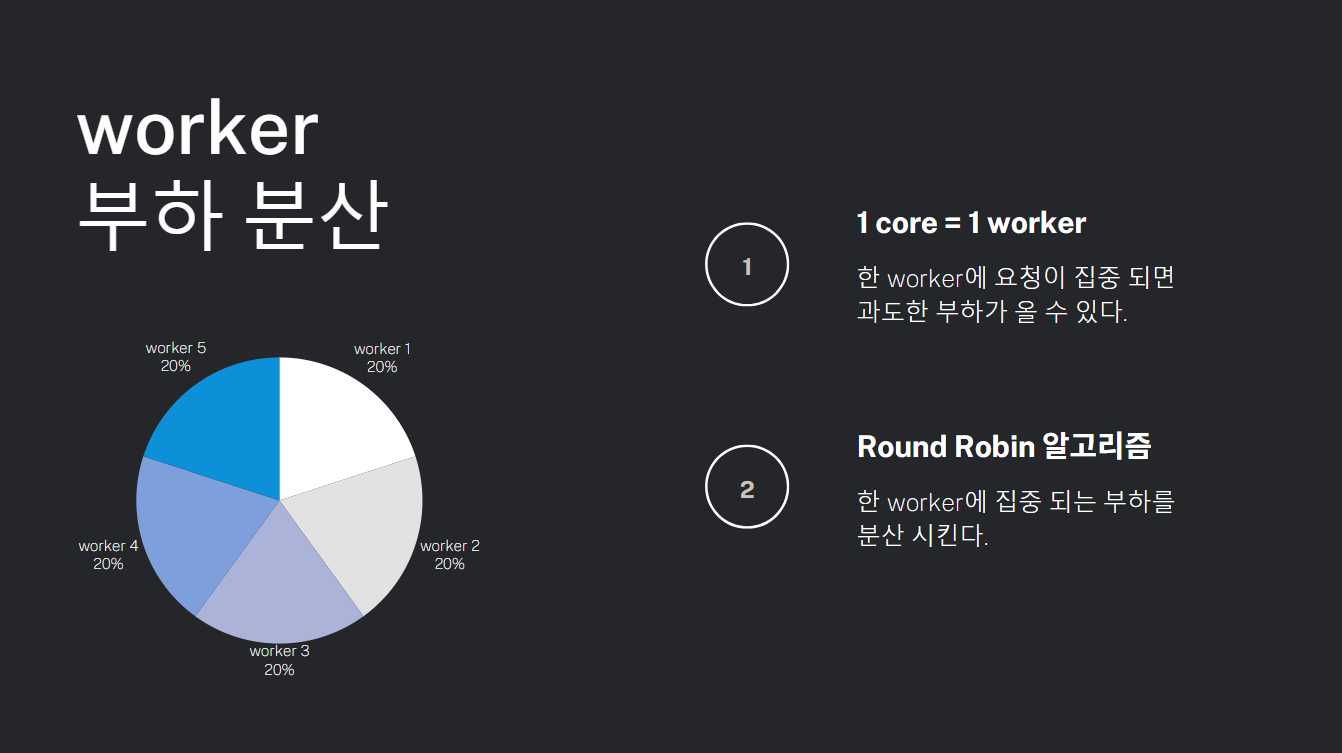 worker
부하 분산
worker 5
20%
worker 1
20%
worker 4
20%
worker 2
20%
worker 3
20%
1
1 core = 1 worker
한 worker에 요청이 집중 되면
과도한 부하가 올 수 있다.
2
Round Robin 알고리즘
한 worker에 집중 되는 부하를
분산 시킨다.